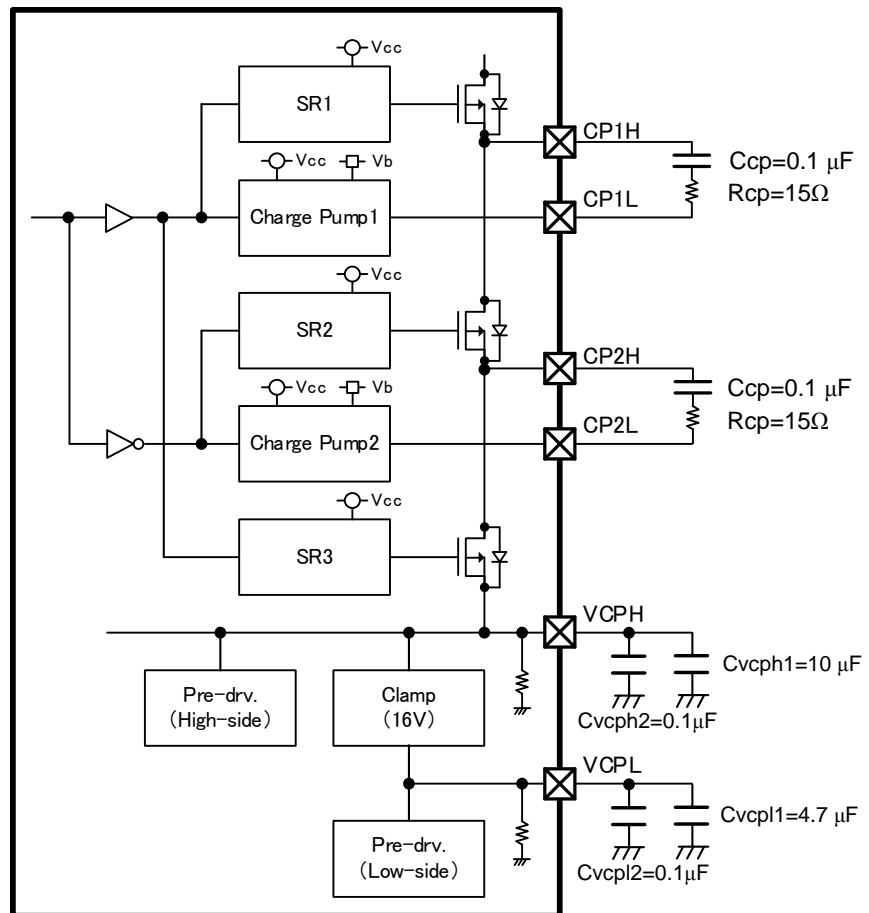 Vcc
SR1
CP1H
Ccp=0.1 μF
Rcp=15Ω
Vcc
Vb
Charge Pump1
CP1L
Vcc
SR2
CP2H
Ccp=0.1 μF
Rcp=15Ω
Vcc
Vb
Charge Pump2
CP2L
Vcc
SR3
VCPH
Cvcph1=10 μF
Cvcph2=0.1μF
Pre-drv.
(High-side)
Clamp
(16V)
VCPL
Cvcpl1=4.7 μF
Cvcpl2=0.1μF
Pre-drv.
(Low-side)